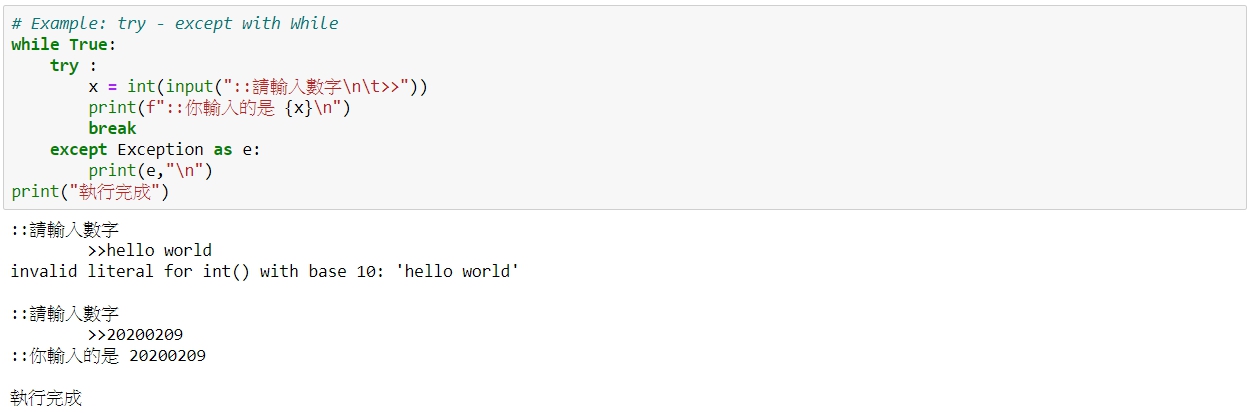 # Example: try - except with While
while True:
    try :
        x = int(input("::請輸入數字\n\t>>"))
        print(f"::你輸入的是 {x}\n")
        break
    except Exception as e:
        print(e,"\n")
print("執行完成")
::請輸入數字
        >>hello world
invalid literal for int() with base 10: 'hello world'
::請輸入數字
        >>20200209
::你輸入的是 20200209
執行完成